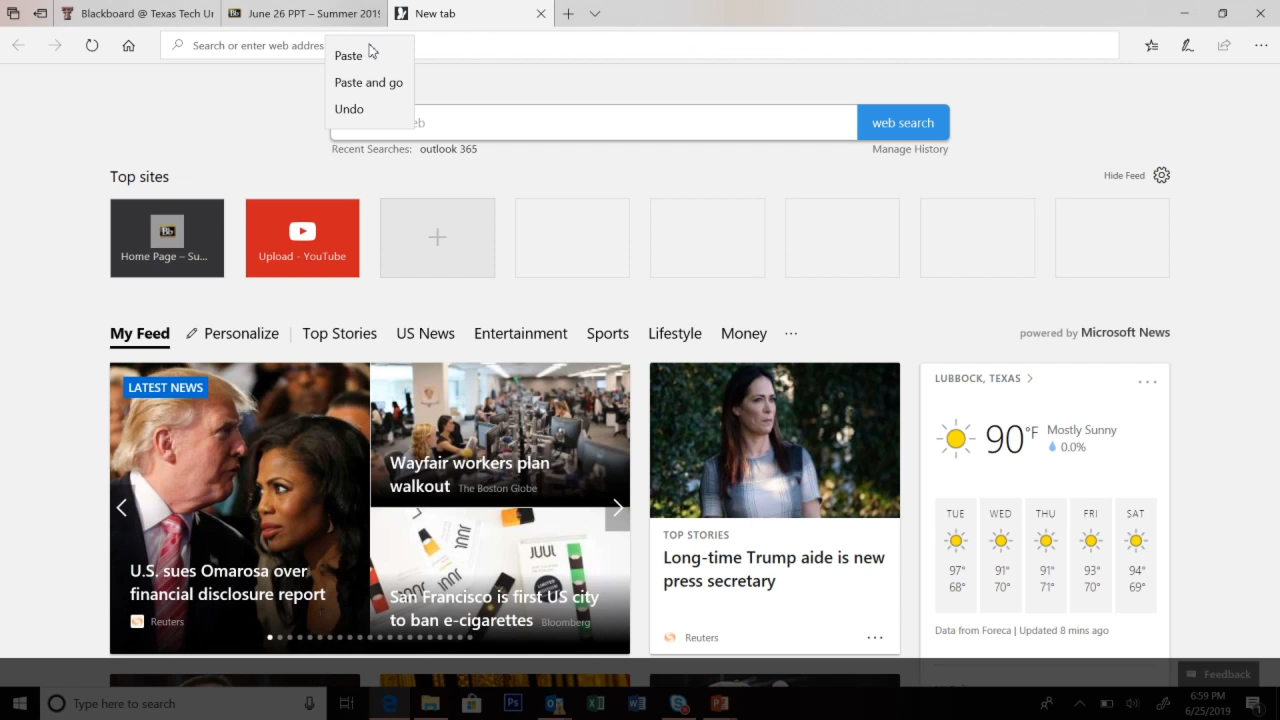 Blackboard @ Texas Tech Ur
June 26 PPT – Summer 2019
New tab
Search or enter web addres
Paste
Paste and go
Undo
eb
web search
Recent Searches: outlook 365
Manage History
Top sites
Hide Feed
Bb
Home Page – Su...
Upload - YouTube
My Feed
Personalize
Top Stories
US News
Entertainment
Sports
Lifestyle
Money
powered by Microsoft News
LATEST NEWS
U.S. sues Omarosa over
financial disclosure report
Reuters
Wayfair workers plan
walkout The Boston Globe
JUUL
San Francisco is first US city
to ban e-cigarettes Bloomberg
TOP STORIES
Long-time Trump aide is new
press secretary
Reuters
LUBBOCK, TEXAS
90°F
Mostly Sunny
0.0%
TUE WED THU FRI SAT
97° 91° 91° 93° 94°
68° 70° 71° 70° 69°
Data from Foreca | Updated 8 mins ago
Feedback
Type here to search
6:59 PM
6/25/2019